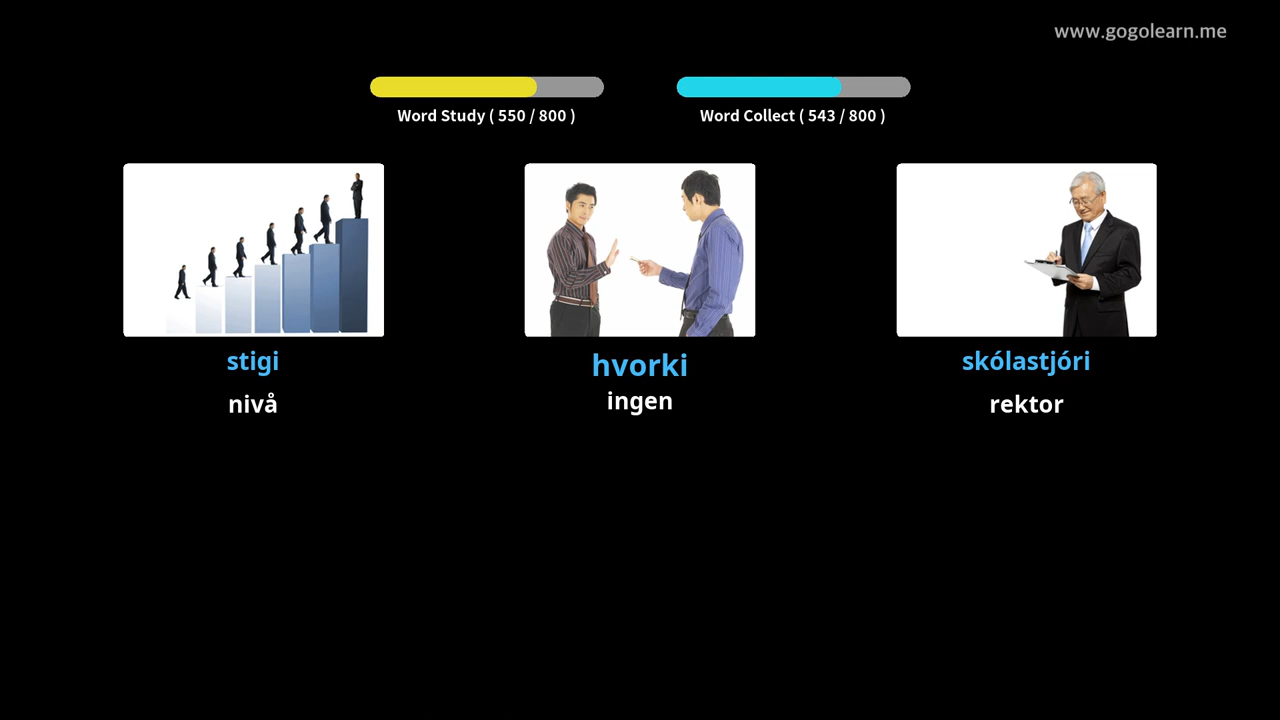 www.gogolearn.me
Word Study ( 550 / 800 )
Word Collect ( 543 / 800 )
stigi
nivå
hvorki
ingen
skólastjóri
rektor